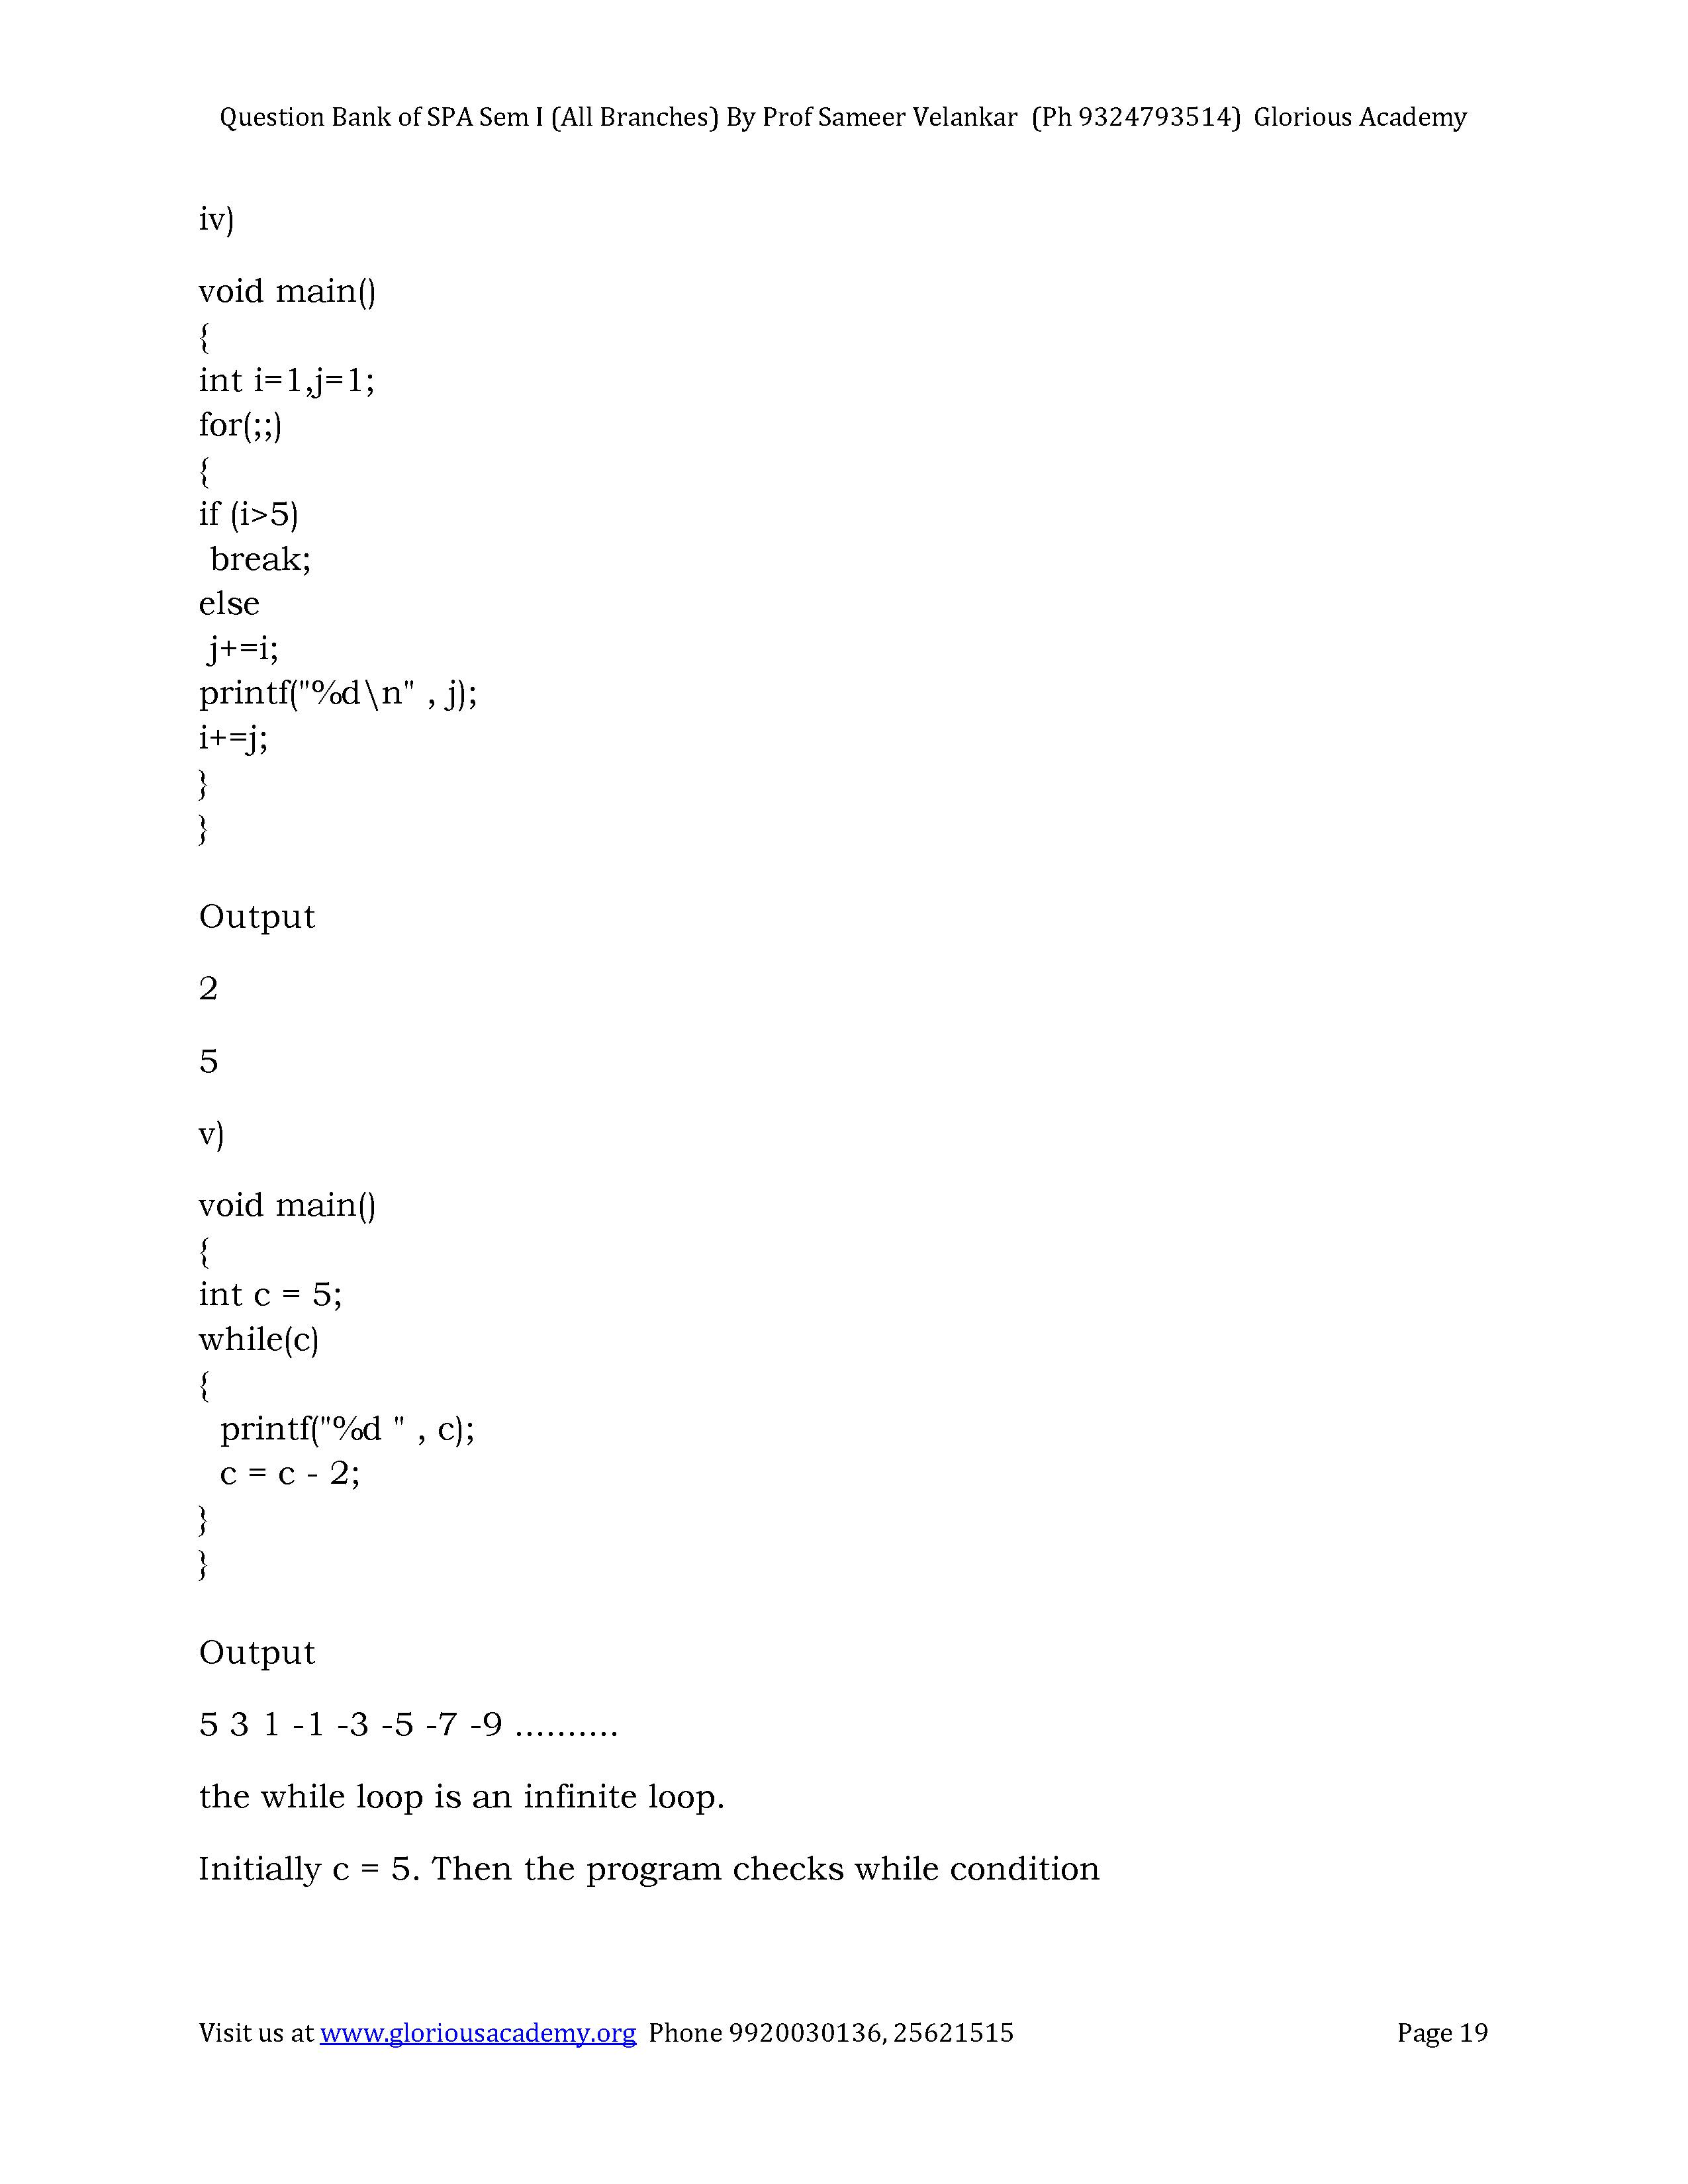 Question Bank of SPA Sem I (All Branches) By Prof Sameer Velankar  (Ph 9324793514)  Glorious Academy
iv)
void main()
{
int i=1,j=1;
for(;;)
{
if (i>5)
 break;
else
 j+=i;
printf("%d\n" , j);
i+=j;
}
}
Output
2
5
v)
void main()
{
int c = 5;
while(c)
{
  printf("%d " , c);
  c = c - 2;
}
}
Output
5 3 1 -1 -3 -5 -7 -9 ..........
the while loop is an infinite loop.
Initially c = 5. Then the program checks while condition
Visit us at www.gloriousacademy.org  Phone 9920030136, 25621515 Page 19